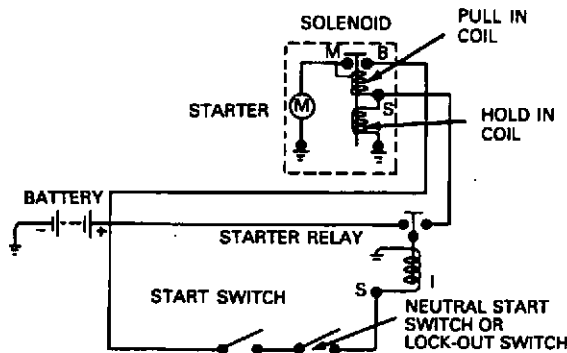 SOLENOID
PULL IN
COIL
M B
M
S
STARTER
HOLD IN
COIL
BATTERY
- +
STARTER RELAY
S I
START SWITCH
NEUTRAL START
SWITCH OR
LOCK-OUT SWITCH